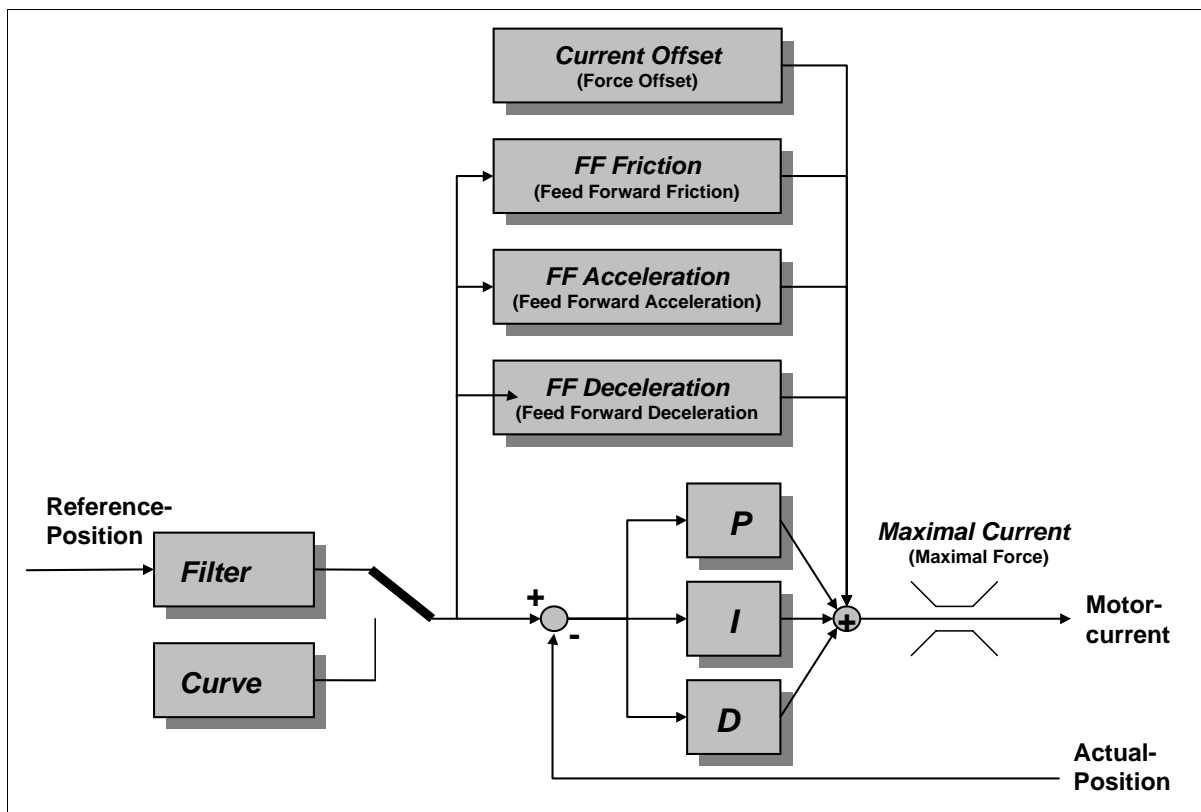 Current Offset
(Force Offset)
FF Friction
(Feed Forward Friction)
FF Acceleration
(Feed Forward Acceleration)
FF Deceleration
(Feed Forward Deceleration
Reference-
Position
Filter
Curve
+
-
P
I
D
+
Maximal Current
(Maximal Force)
Motor-
current
Actual-
Position